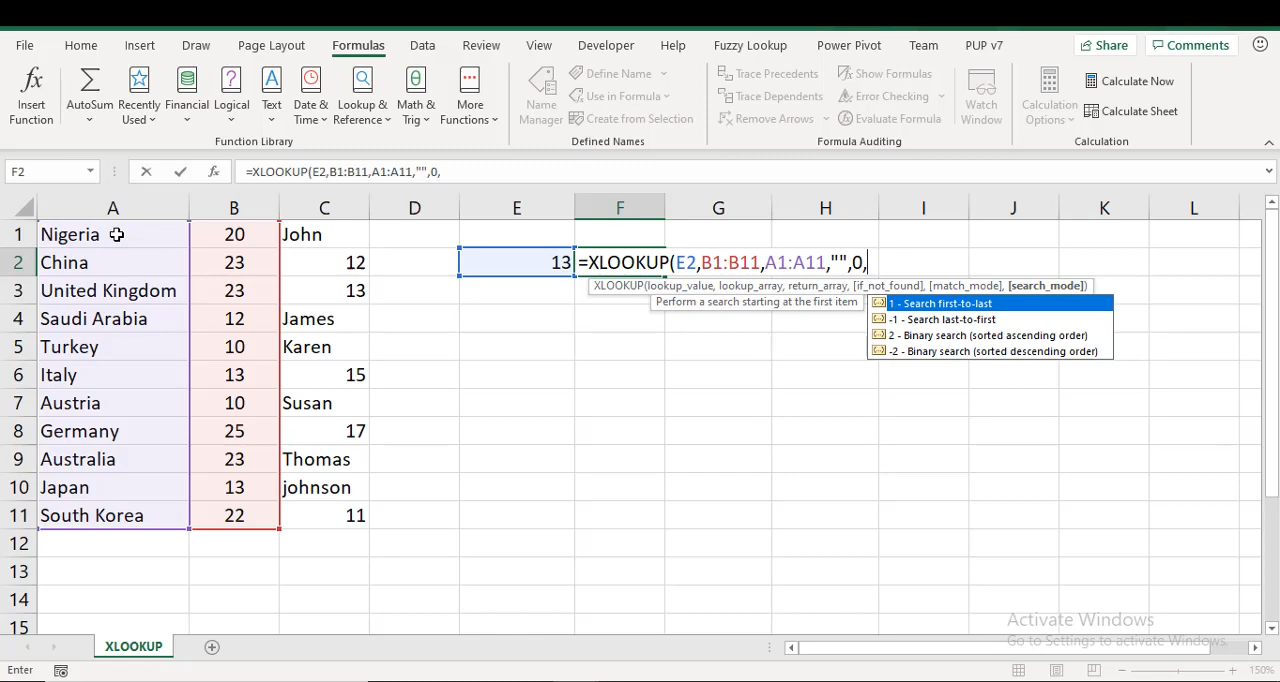 File Home Insert Draw Page Layout Formulas Data Review View Developer Help Fuzzy Lookup Power Pivot Team PUP v7 Share Comments
Insert Function
AutoSum
Recently Used
Financial
Logical
Text
Date & Time
Lookup & Reference
Math & Trig
More Functions
Function Library
Name Manager
Define Name
Use in Formula
Create from Selection
Defined Names
Trace Precedents
Trace Dependents
Remove Arrows
Show Formulas
Error Checking
Evaluate Formula
Formula Auditing
Watch Window
Calculation Options
Calculate Now
Calculate Sheet
Calculation
F2 fx =XLOOKUP(E2,B1:B11,A1:A11,"",0,
A B C D E F G H I J K L
1 Nigeria 20 John
2 China 23 12 13 =XLOOKUP(E2,B1:B11,A1:A11,"",0,
XLOOKUP(lookup_value, lookup_array, return_array, [if_not_found], [match_mode], [search_mode])
Perform a search starting at the first item
1 - Search first-to-last
-1 - Search last-to-first
2 - Binary search (sorted ascending order)
-2 - Binary search (sorted descending order)
3 United Kingdom 23 13
4 Saudi Arabia 12 James
5 Turkey 10 Karen
6 Italy 13 15
7 Austria 10 Susan
8 Germany 25 17
9 Australia 23 Thomas
10 Japan 13 johnson
11 South Korea 22 11
12
13
14
15
Activate Windows
Go to Settings to activate Windows.
XLOOKUP
Enter 150%